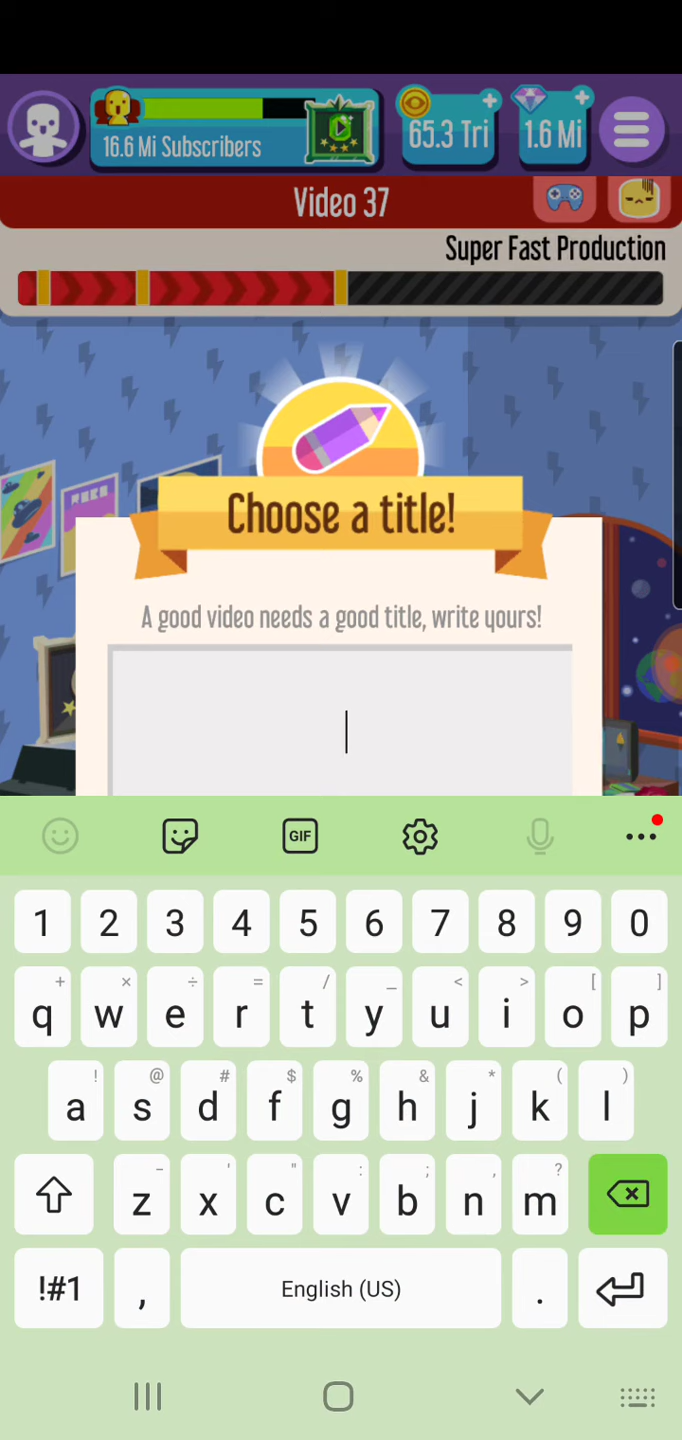 16.6 Mi Subscribers
65.3 Tri
1.6 Mi
Video 37
Super Fast Production
Choose a title!
A good video needs a good title, write yours!
GIF
1 2 3 4 5 6 7 8 9 0
+ × ÷ = / _ < > [ ]
q w e r t y u i o p
! @ # $ % & * ( )
a s d f g h j k l
- ' " : ; , ?
z x c v b n m
!#1 , English (US) .